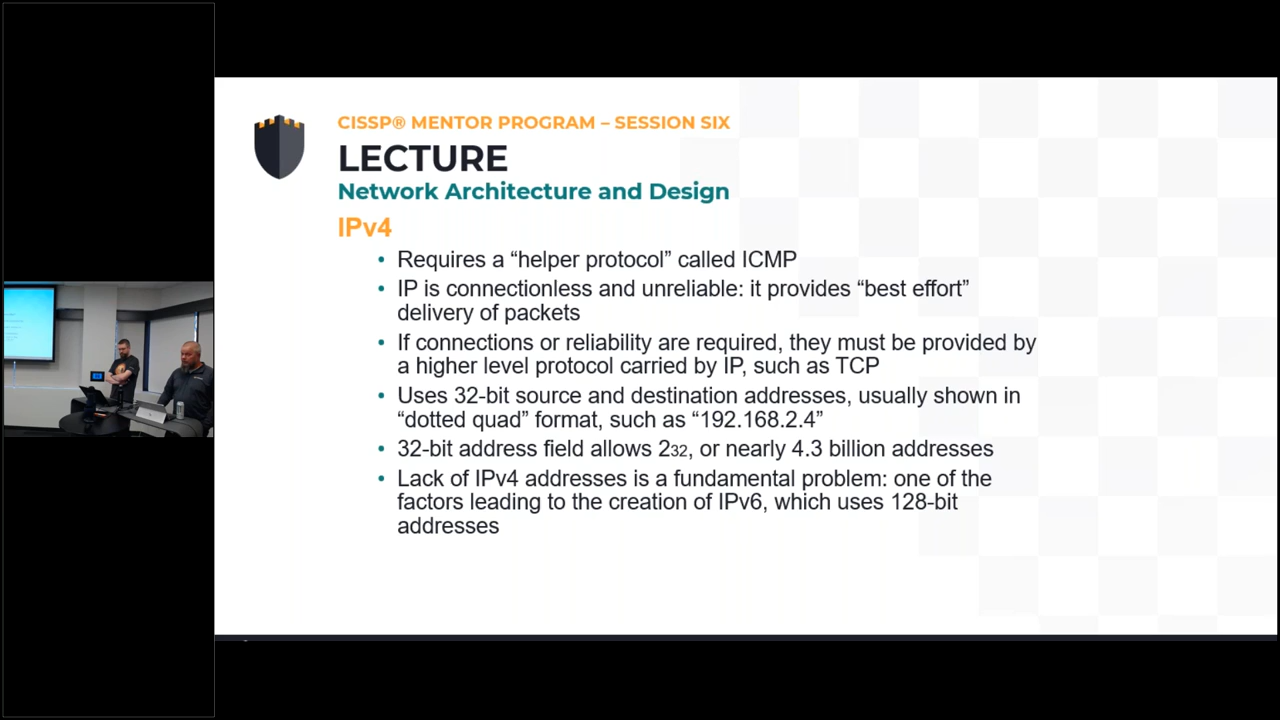 CISSP® MENTOR PROGRAM – SESSION SIX
LECTURE
Network Architecture and Design
IPv4
• Requires a “helper protocol” called ICMP
• IP is connectionless and unreliable: it provides “best effort”
delivery of packets
• If connections or reliability are required, they must be provided by
a higher level protocol carried by IP, such as TCP
• Uses 32-bit source and destination addresses, usually shown in
“dotted quad” format, such as “192.168.2.4”
• 32-bit address field allows 232, or nearly 4.3 billion addresses
• Lack of IPv4 addresses is a fundamental problem: one of the
factors leading to the creation of IPv6, which uses 128-bit
addresses